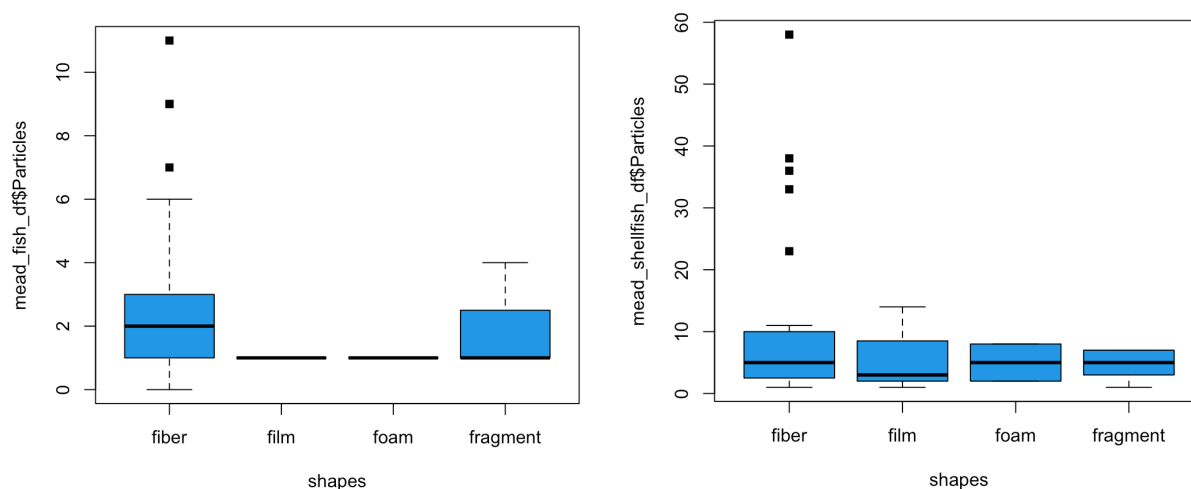 mead_fish_df$Particles
10
8
6
4
2
0
fiber film foam fragment
shapes
mead_shellfish_df$Particles
60
50
40
30
20
10
0
fiber film foam fragment
shapes